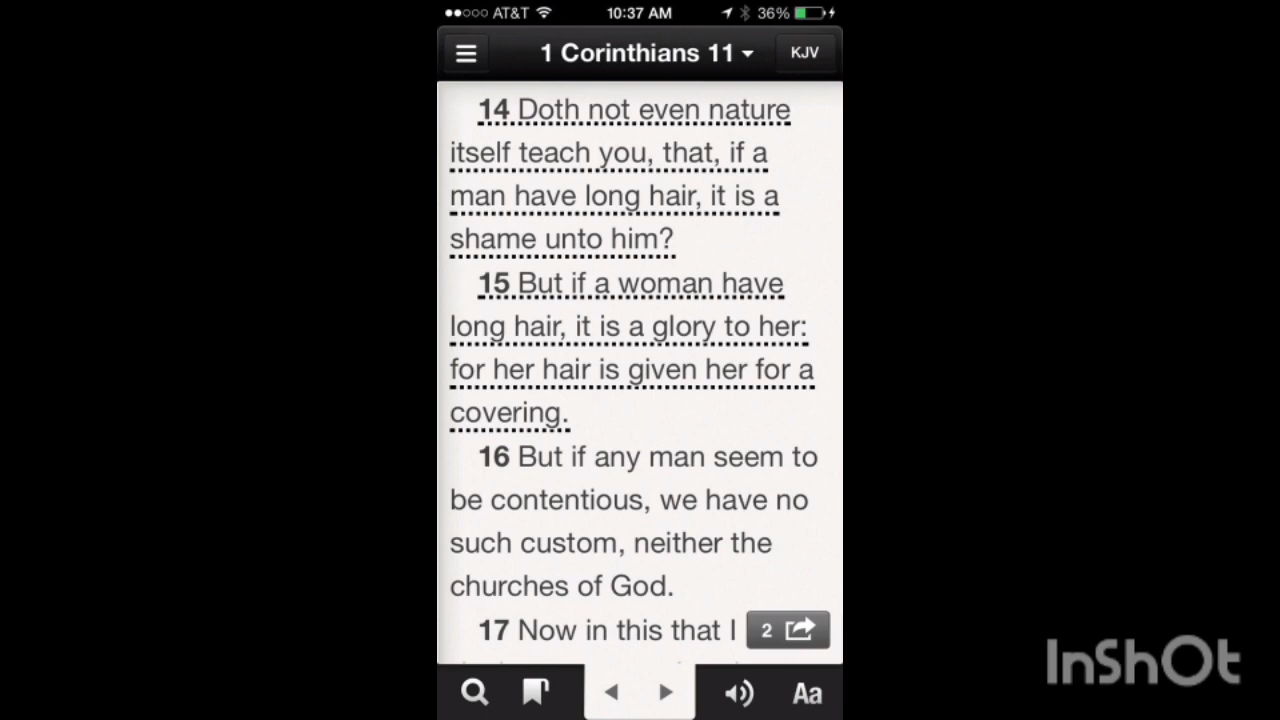 AT&T 10:37 AM 36%
1 Corinthians 11 KJV
14 Doth not even nature
itself teach you, that, if a
man have long hair, it is a
shame unto him?
15 But if a woman have
long hair, it is a glory to her:
for her hair is given her for a
covering.
16 But if any man seem to
be contentious, we have no
such custom, neither the
churches of God.
17 Now in this that I
2
Aa
InShOt